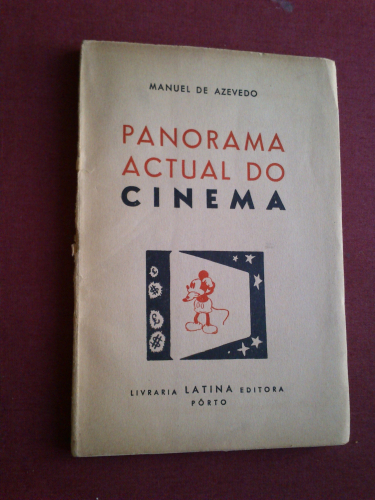 MANUEL DE AZEVEDO
PANORAMA
ACTUAL DO
CINEMA
LIVRARIA LATINA EDITORA
PÔRTO